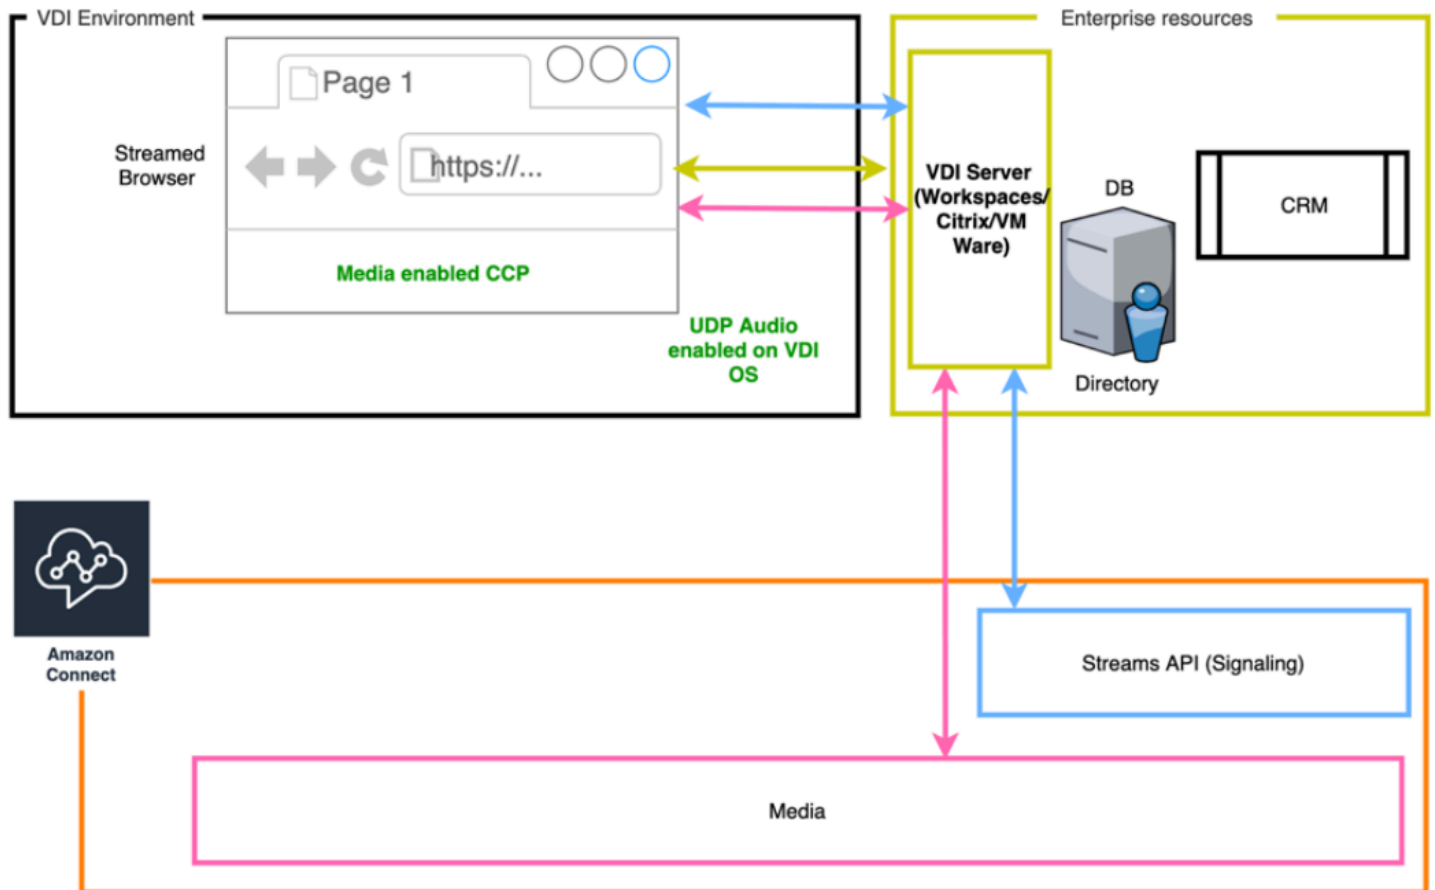 VDI Environment
Enterprise resources
Page 1
https://...
Streamed
Browser
Media enabled CCP
UDP Audio
enabled on VDI
OS
VDI Server
(Workspaces/
Citrix/VM
Ware)
DB
Directory
CRM
Amazon
Connect
Streams API (Signaling)
Media